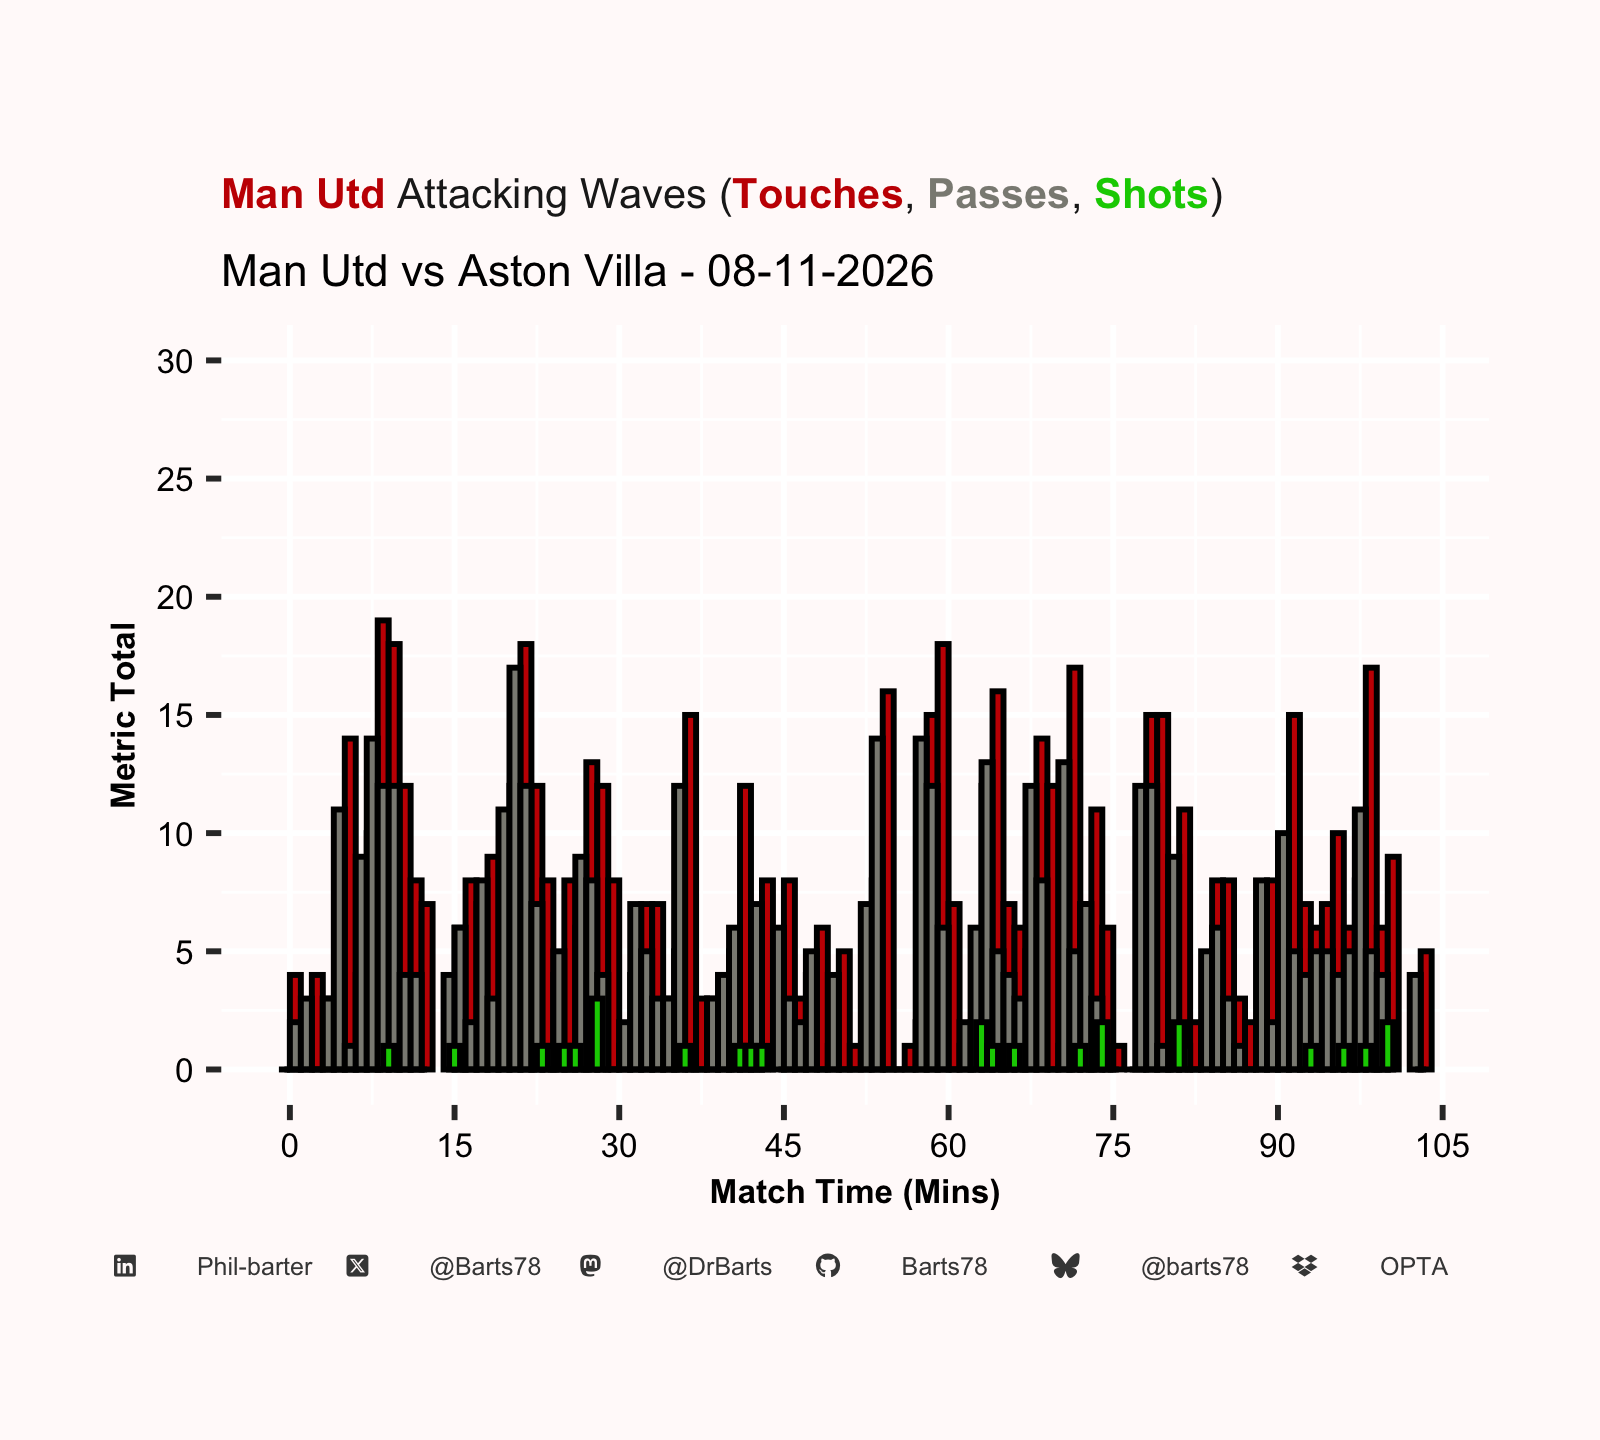 Man Utd Attacking Waves (Touches, Passes, Shots)
Man Utd vs Aston Villa - 08-11-2026
30
25
20
15
10
5
0
Metric Total
0 15 30 45 60 75 90 105
Match Time (Mins)
Phil-barter @Barts78 @DrBarts Barts78 @barts78 OPTA